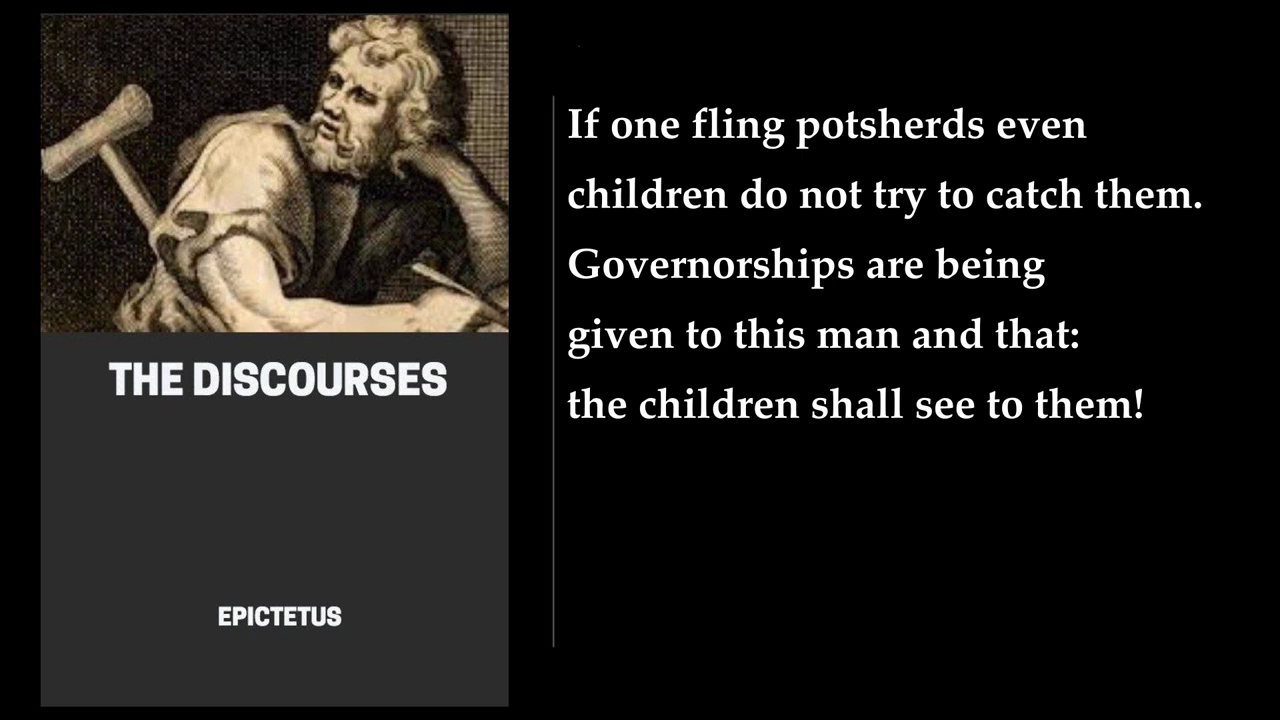 THE DISCOURSES
EPICTETUS
If one fling potsherds even
children do not try to catch them.
Governorships are being
given to this man and that:
the children shall see to them!